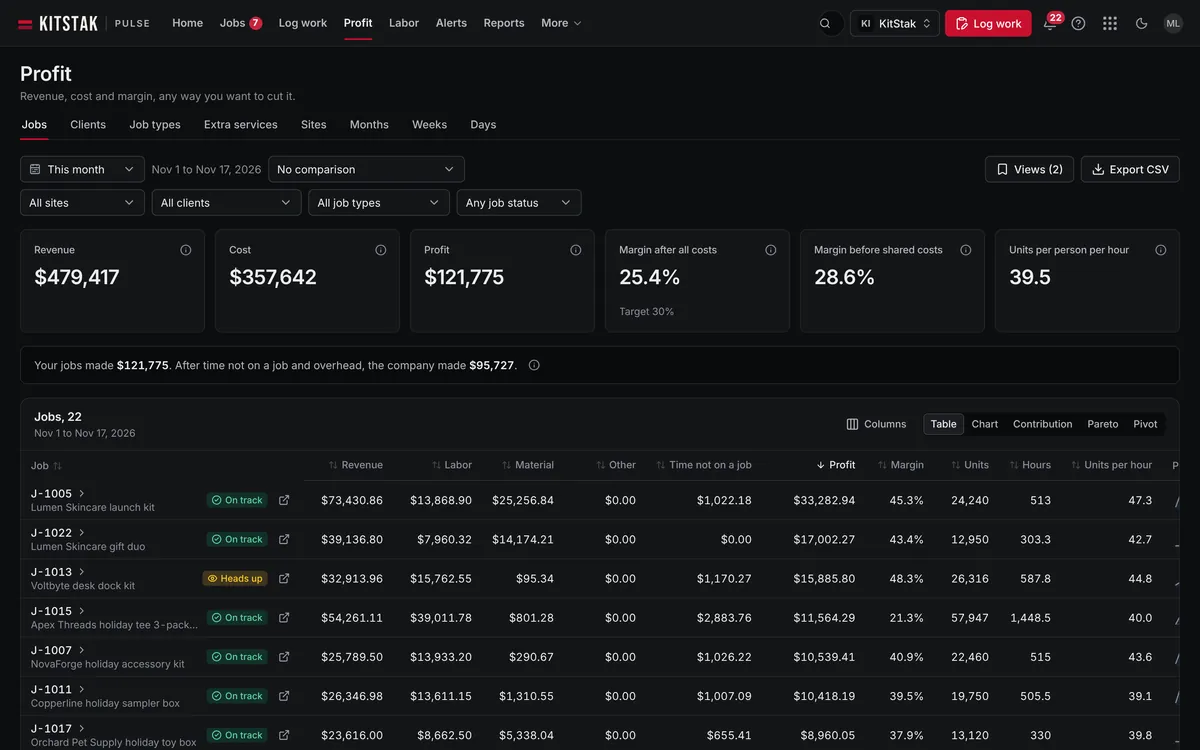 KITSTAK PULSE Home Jobs 7 Log work Profit Labor Alerts Reports More KI KitStak Log work 22 ML
Profit
Revenue, cost and margin, any way you want to cut it.
Jobs Clients Job types Extra services Sites Months Weeks Days
This month Nov 1 to Nov 17, 2026 No comparison Views (2) Export CSV
All sites All clients All job types Any job status
Revenue Cost Profit Margin after all costs Margin before shared costs Units per person per hour
$479,417 $357,642 $121,775 25.4% 28.6% 39.5
Target 30%
Your jobs made $121,775. After time not on a job and overhead, the company made $95,727.
Jobs, 22
Nov 1 to Nov 17, 2026
Columns Table Chart Contribution Pareto Pivot
Job Revenue Labor Material Other Time not on a job Profit Margin Units Hours Units per hour P
J-1005 On track $73,430.86 $13,868.90 $25,256.84 $0.00 $1,022.18 $33,282.94 45.3% 24,240 513 47.3
Lumen Skincare launch kit
J-1022 On track $39,136.80 $7,960.32 $14,174.21 $0.00 $0.00 $17,002.27 43.4% 12,950 303.3 42.7
Lumen Skincare gift duo
J-1013 Heads up $32,913.96 $15,762.55 $95.34 $0.00 $1,170.27 $15,885.80 48.3% 26,316 587.8 44.8
Voltbyte desk dock kit
J-1015 On track $54,261.11 $39,011.78 $801.28 $0.00 $2,883.76 $11,564.29 21.3% 57,947 1,448.5 40.0
Apex Threads holiday tee 3-pack...
J-1007 On track $25,789.50 $13,933.20 $290.67 $0.00 $1,026.22 $10,539.41 40.9% 22,460 515 43.6
NovaForge holiday accessory kit
J-1011 On track $26,346.98 $13,611.15 $1,310.55 $0.00 $1,007.09 $10,418.19 39.5% 19,750 505.5 39.1
Copperline holiday sampler box
J-1017 On track $23,616.00 $8,662.50 $5,338.04 $0.00 $655.41 $8,960.05 37.9% 13,120 330 39.8
Orchard Pet Supply holiday toy box